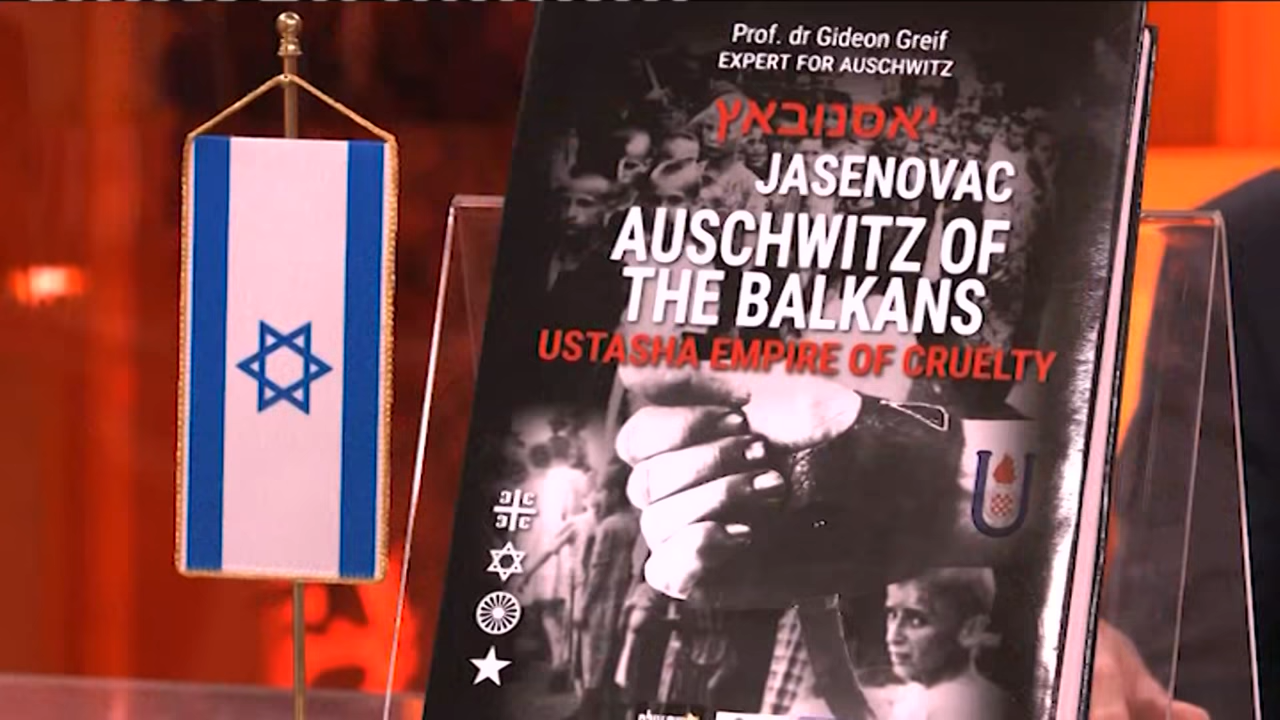 Prof. dr Gideon Greif
EXPERT FOR AUSCHWITZ
יאסנובאץ
JASENOVAC
AUSCHWITZ OF
THE BALKANS
USTASHA EMPIRE OF CRUELTY